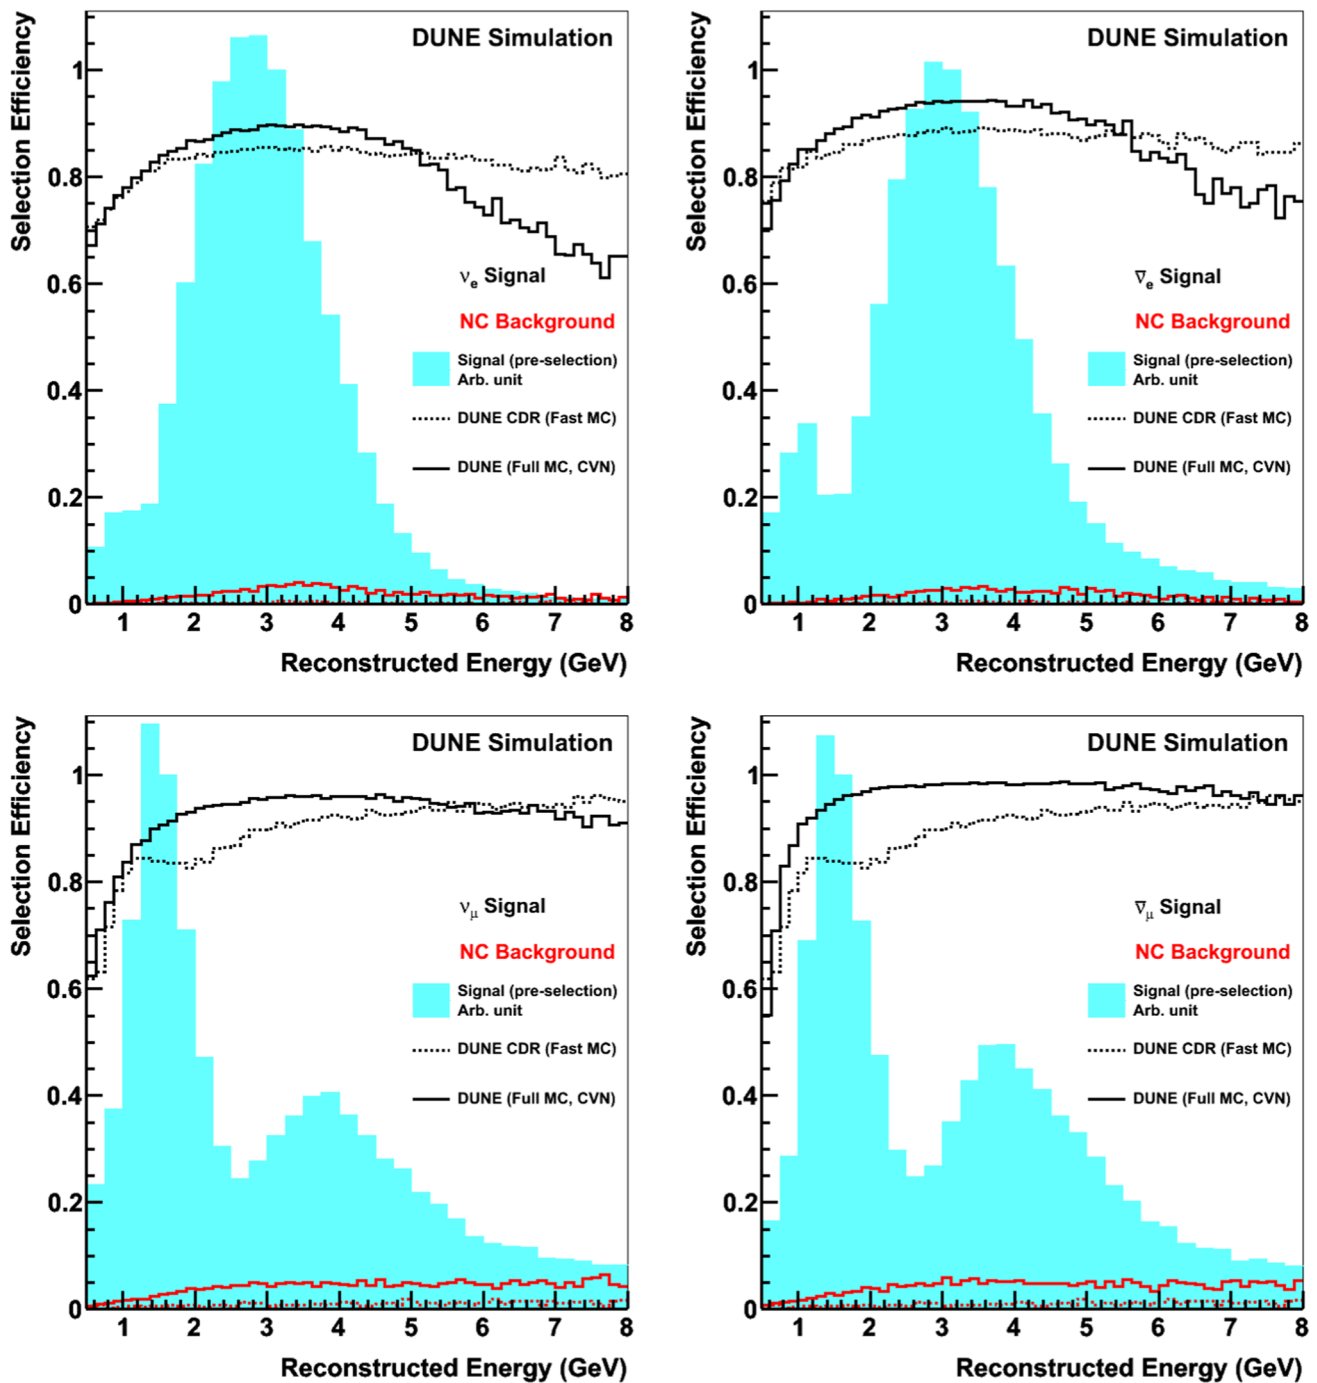 Selection Efficiency
DUNE Simulation
1
0.8
0.6
0.4
0.2
0
νe Signal
NC Background
Signal (pre-selection)
Arb. unit
DUNE CDR (Fast MC)
DUNE (Full MC, CVN)
1 2 3 4 5 6 7 8
Reconstructed Energy (GeV)
Selection Efficiency
DUNE Simulation
1
0.8
0.6
0.4
0.2
0
ν̅e Signal
NC Background
Signal (pre-selection)
Arb. unit
DUNE CDR (Fast MC)
DUNE (Full MC, CVN)
1 2 3 4 5 6 7 8
Reconstructed Energy (GeV)
Selection Efficiency
DUNE Simulation
1
0.8
0.6
0.4
0.2
0
νμ Signal
NC Background
Signal (pre-selection)
Arb. unit
DUNE CDR (Fast MC)
DUNE (Full MC, CVN)
1 2 3 4 5 6 7 8
Reconstructed Energy (GeV)
Selection Efficiency
DUNE Simulation
1
0.8
0.6
0.4
0.2
0
ν̅μ Signal
NC Background
Signal (pre-selection)
Arb. unit
DUNE CDR (Fast MC)
DUNE (Full MC, CVN)
1 2 3 4 5 6 7 8
Reconstructed Energy (GeV)